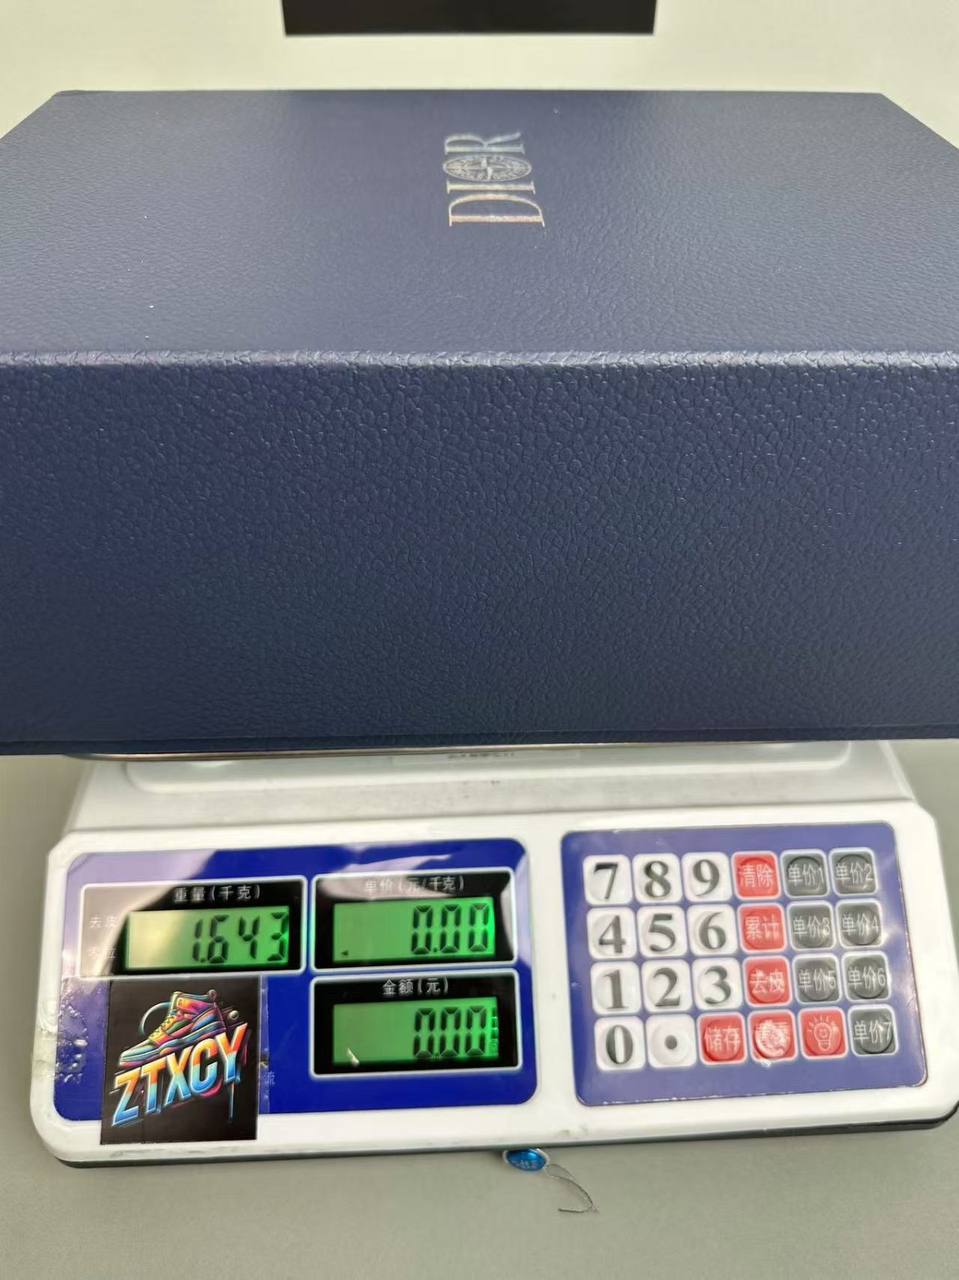 DIOR
重量(千克)
单价(元/千克)
去皮
1.643
0.00
金额(元)
0.00
ZTXCY
7 8 9 清除 单价1 单价2
4 5 6 累计 单价3 单价4
1 2 3 去皮 单价5 单价6
0 . 储存 单价7